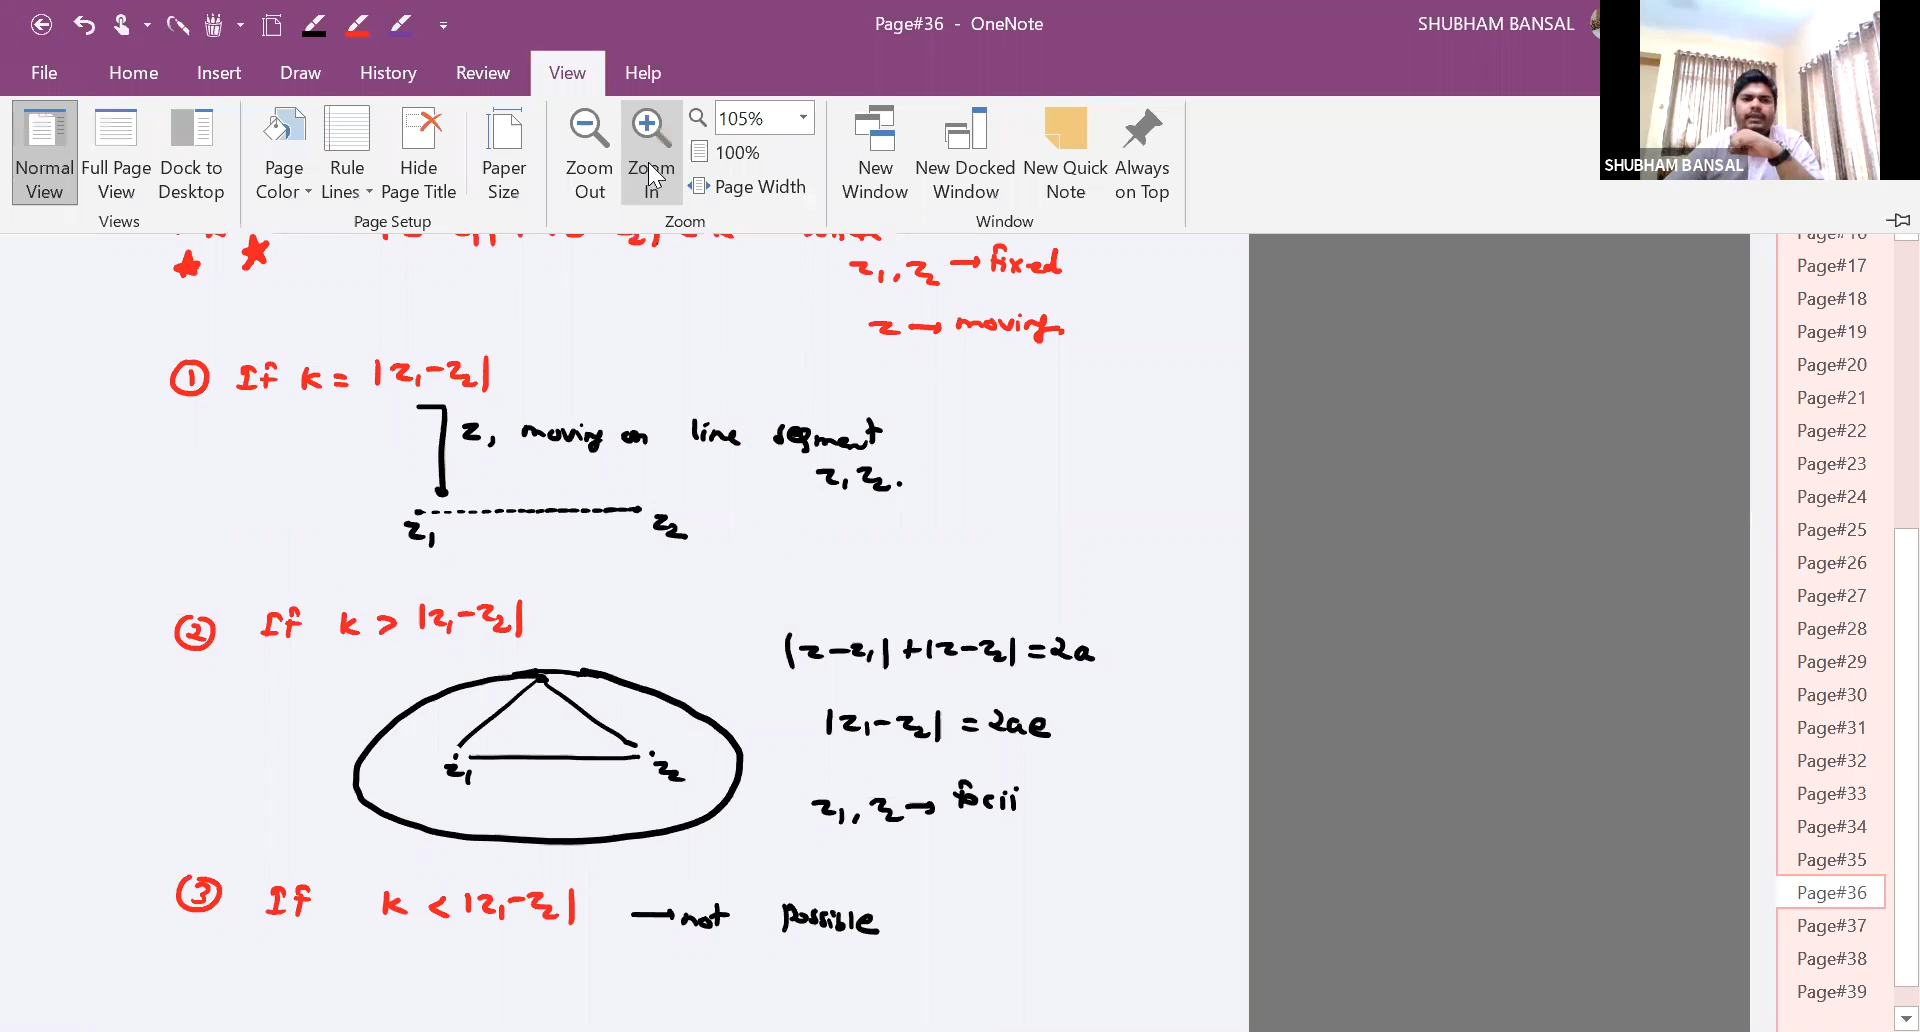 Page#36 - OneNote
SHUBHAM BANSAL
File Home Insert Draw History Review View Help
Normal View
Full Page View
Dock to Desktop
Page Color
Rule Lines
Hide Page Title
Paper Size
Zoom Out
Zoom In
105%
100%
Page Width
New Window
New Docked Window
New Quick Note
Always on Top
Views
Page Setup
Zoom
Window
SHUBHAM BANSAL
z₁, z₂ → fixed
z → moving.
① If k = |z₁-z₂|
z, moving on line segment
z₁z₂.
z₁ z₂
② If k > |z₁-z₂|
|z-z₁| + |z-z₂| = 2a
|z₁-z₂| = 2ae
z₁ z₂
z₁, z₂ → focii
③ If k < |z₁-z₂| → not possible
Page#17
Page#18
Page#19
Page#20
Page#21
Page#22
Page#23
Page#24
Page#25
Page#26
Page#27
Page#28
Page#29
Page#30
Page#31
Page#32
Page#33
Page#34
Page#35
Page#36
Page#37
Page#38
Page#39